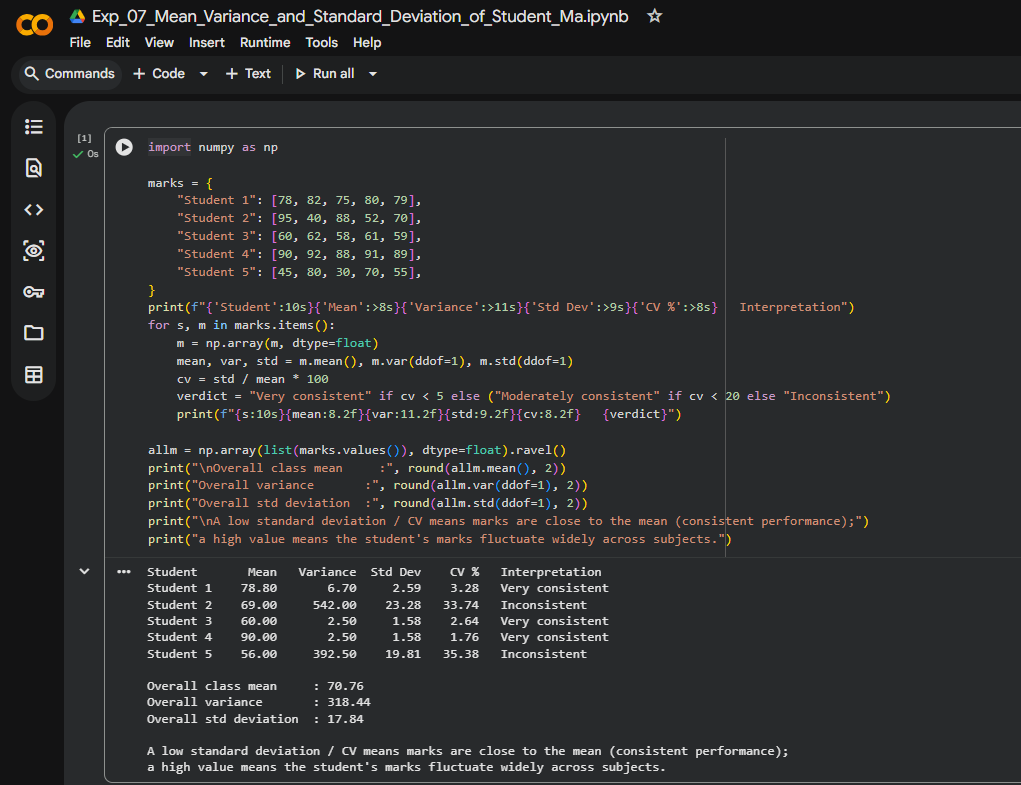 Exp_07_Mean_Variance_and_Standard_Deviation_of_Student_Ma.ipynb
File Edit View Insert Runtime Tools Help
Commands + Code + Text Run all
[1]
0s
import numpy as np

marks = {
    "Student 1": [78, 82, 75, 80, 79],
    "Student 2": [95, 40, 88, 52, 70],
    "Student 3": [60, 62, 58, 61, 59],
    "Student 4": [90, 92, 88, 91, 89],
    "Student 5": [45, 80, 30, 70, 55],
}
print(f"{'Student':10s}{'Mean':>8s}{'Variance':>11s}{'Std Dev':>9s}{'CV %':>8s}   Interpretation")
for s, m in marks.items():
    m = np.array(m, dtype=float)
    mean, var, std = m.mean(), m.var(ddof=1), m.std(ddof=1)
    cv = std / mean * 100
    verdict = "Very consistent" if cv < 5 else ("Moderately consistent" if cv < 20 else "Inconsistent")
    print(f"{s:10s}{mean:8.2f}{var:11.2f}{std:9.2f}{cv:8.2f}   {verdict}")

allm = np.array(list(marks.values()), dtype=float).ravel()
print("\nOverall class mean     :", round(allm.mean(), 2))
print("Overall variance       :", round(allm.var(ddof=1), 2))
print("Overall std deviation  :", round(allm.std(ddof=1), 2))
print("\nA low standard deviation / CV means marks are close to the mean (consistent performance);")
print("a high value means the student's marks fluctuate widely across subjects.")
Student       Mean   Variance  Std Dev    CV %   Interpretation
Student 1    78.80       6.70     2.59    3.28   Very consistent
Student 2    69.00     542.00    23.28   33.74   Inconsistent
Student 3    60.00       2.50     1.58    2.64   Very consistent
Student 4    90.00       2.50     1.58    1.76   Very consistent
Student 5    56.00     392.50    19.81   35.38   Inconsistent

Overall class mean     : 70.76
Overall variance       : 318.44
Overall std deviation  : 17.84

A low standard deviation / CV means marks are close to the mean (consistent performance);
a high value means the student's marks fluctuate widely across subjects.